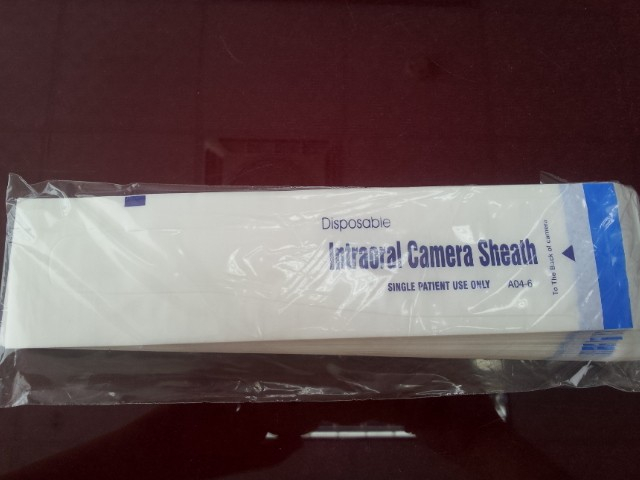 Disposable
Intraoral Camera Sheath
SINGLE PATIENT USE ONLY A04-6
To The Back of camera